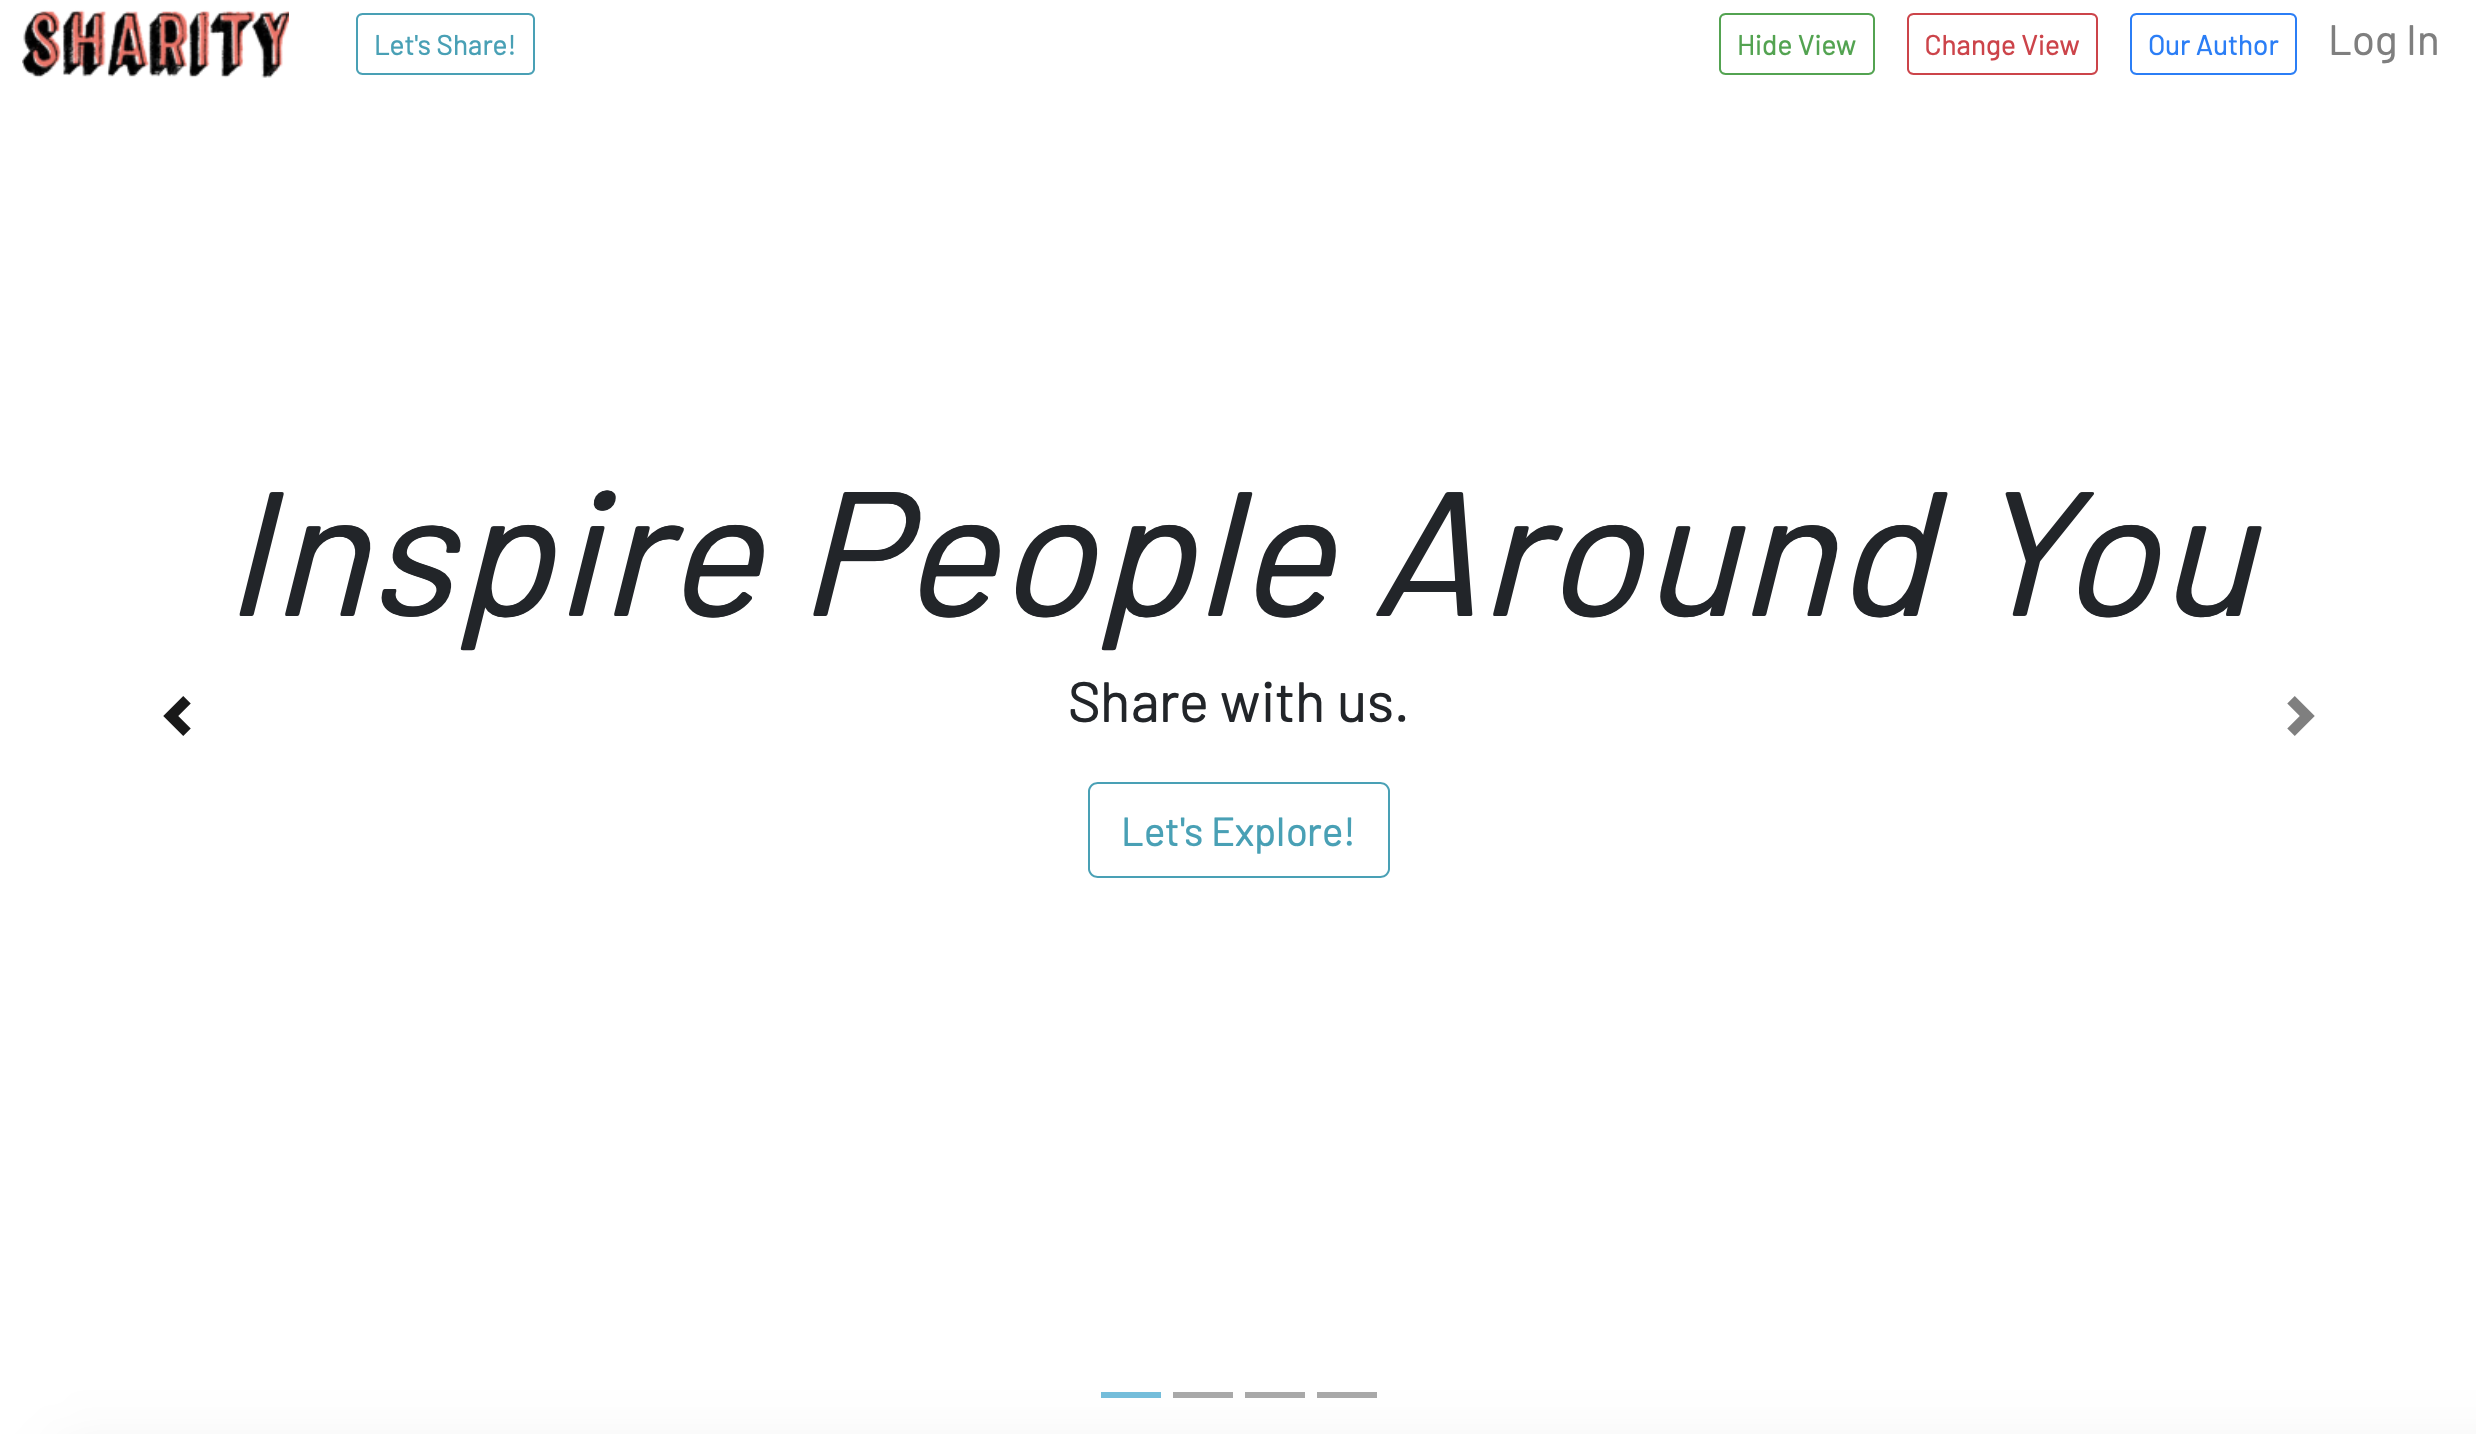 SHARITY
Let's Share!
Hide View
Change View
Our Author
Log In
Inspire People Around You
Share with us.
Let's Explore!